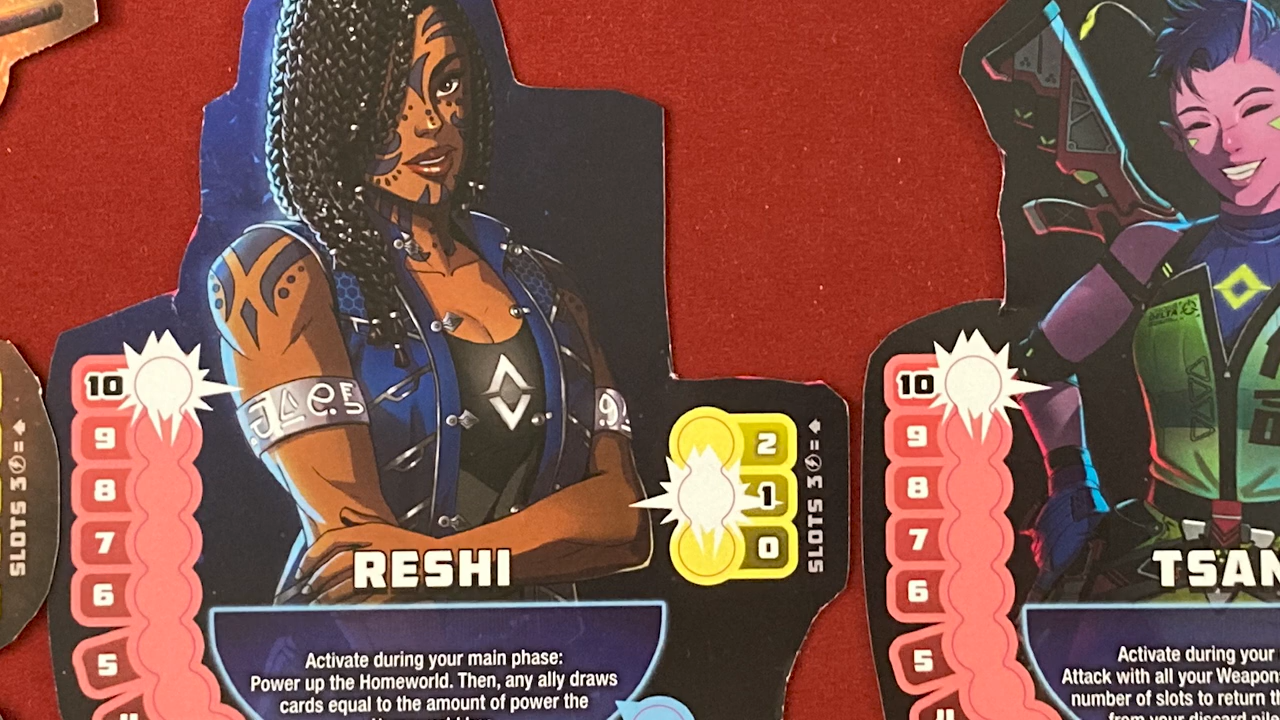 10
9
8
7
6
5
2
1
0
SLOTS 3
RESHI
Activate during your main phase:
Power up the Homeworld. Then, any ally draws
cards equal to the amount of power the
SLOTS 3
10
9
8
7
6
5
TSAN
Activate during your
Attack with all your Weapons
number of slots to return th
from your discard pile